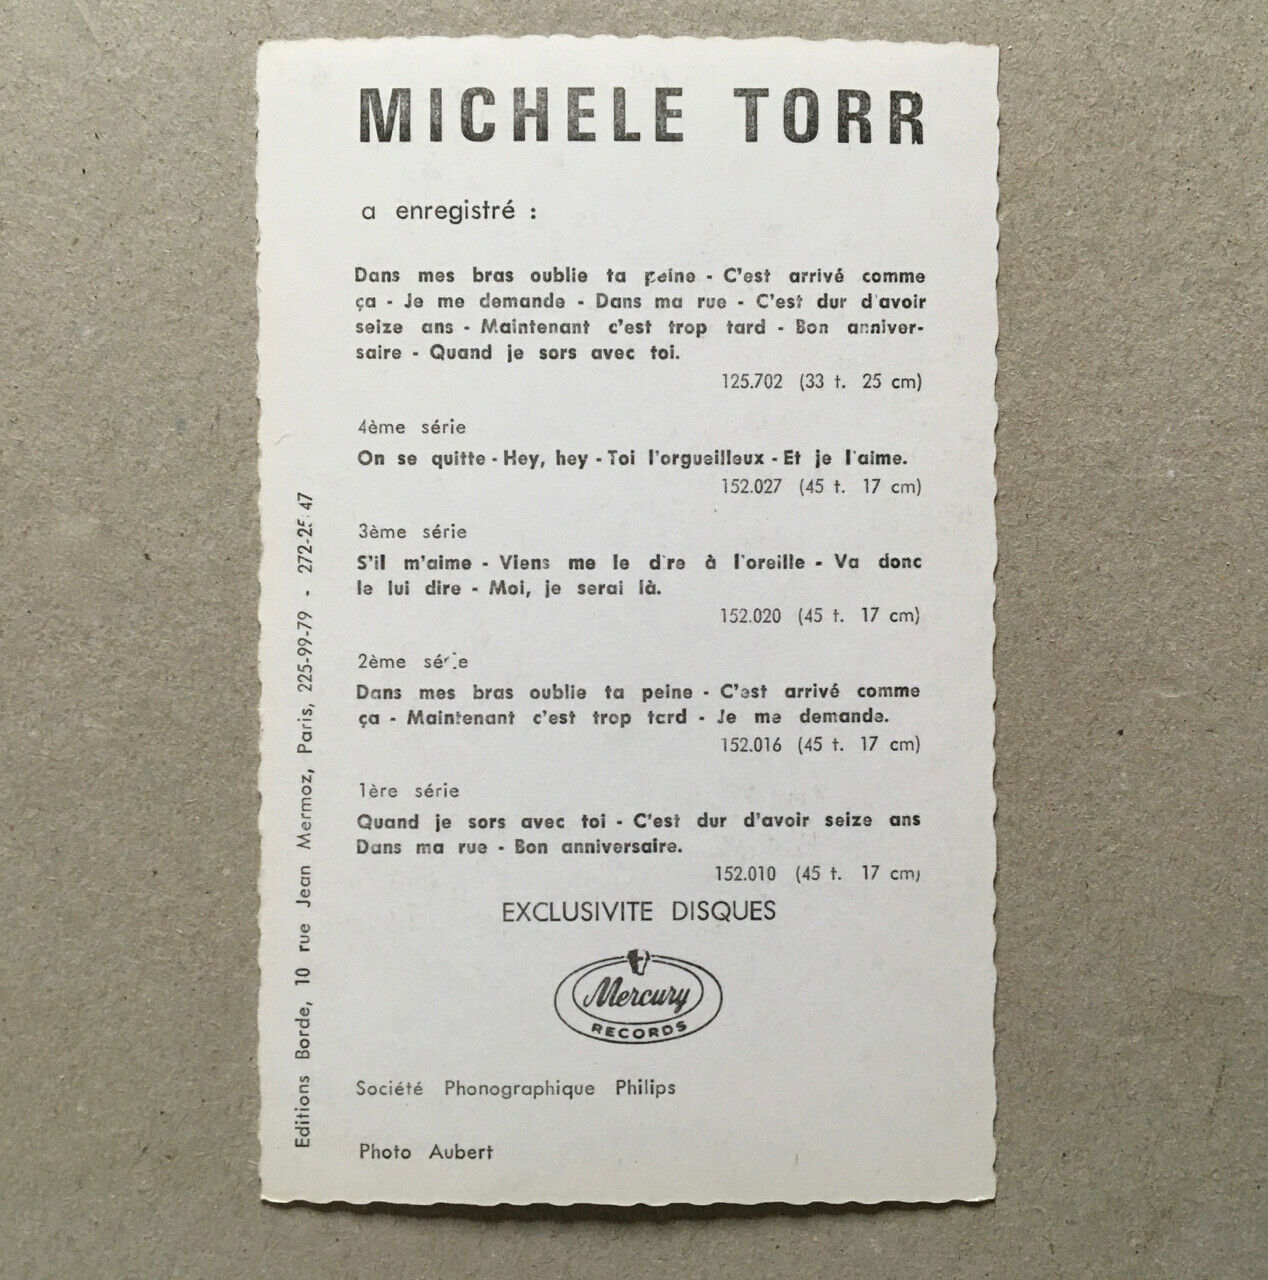 MICHELE TORR
a enregistré :
Dans mes bras oublie ta peine - C'est arrivé comme
ça - Je me demande - Dans ma rue - C'est dur d'avoir
seize ans - Maintenant c'est trop tard - Bon anniver-
saire - Quand je sors avec toi.
125.702 (33 t. 25 cm)
4ème série
On se quitte - Hey, hey - Toi l'orgueilleux - Et je l'aime.
152.027 (45 t. 17 cm)
3ème série
S'il m'aime - Viens me le dire à l'oreille - Va donc
le lui dire - Moi, je serai là.
152.020 (45 t. 17 cm)
2ème série
Dans mes bras oublie ta peine - C'est arrivé comme
ça - Maintenant c'est trop tard - Je me demande.
152.016 (45 t. 17 cm)
1ère série
Quand je sors avec toi - C'est dur d'avoir seize ans
Dans ma rue - Bon anniversaire.
152.010 (45 t. 17 cm)
EXCLUSIVITE DISQUES
Mercury
RECORDS
Société Phonographique Philips
Photo Aubert
Editions Borde, 10 rue Jean Mermoz, Paris, 225-99-79 - 272-25-47